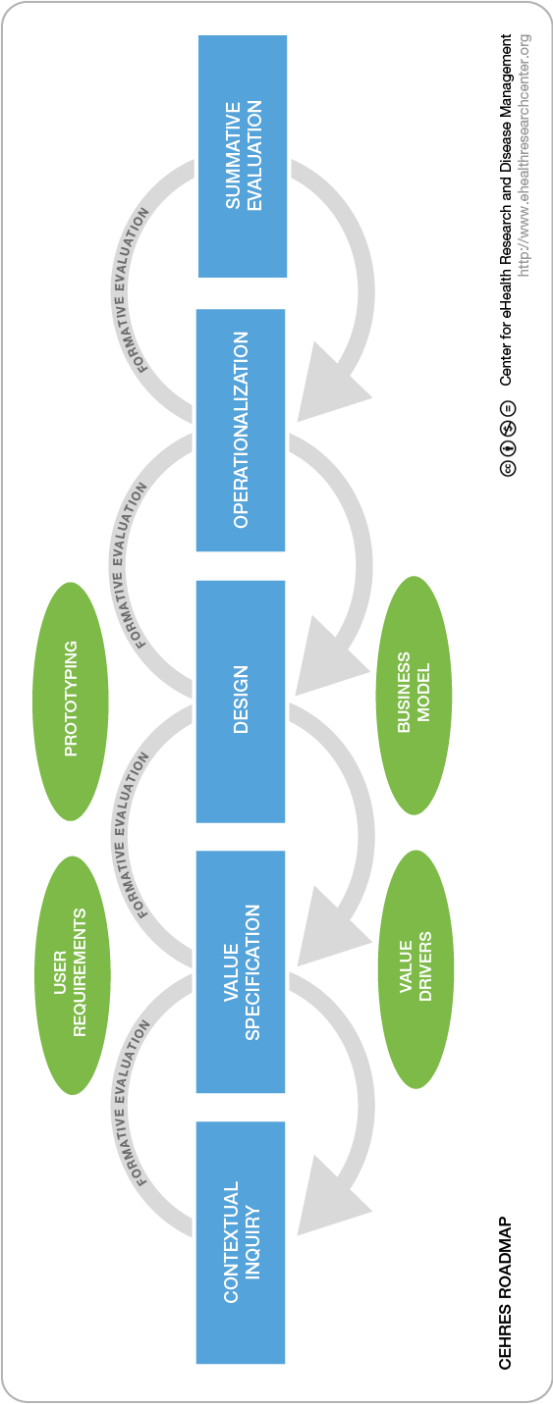 USER
REQUIREMENTS
PROTOTYPING
FORMATIVE EVALUATION
FORMATIVE EVALUATION
FORMATIVE EVALUATION
FORMATIVE EVALUATION
CONTEXTUAL
INQUIRY
VALUE
SPECIFICATION
DESIGN
OPERATIONALIZATION
SUMMATIVE
EVALUATION
VALUE
DRIVERS
BUSINESS
MODEL
CEHRES ROADMAP
cc Center for eHealth Research and Disease Management
http://www.ehealthresearchcenter.org